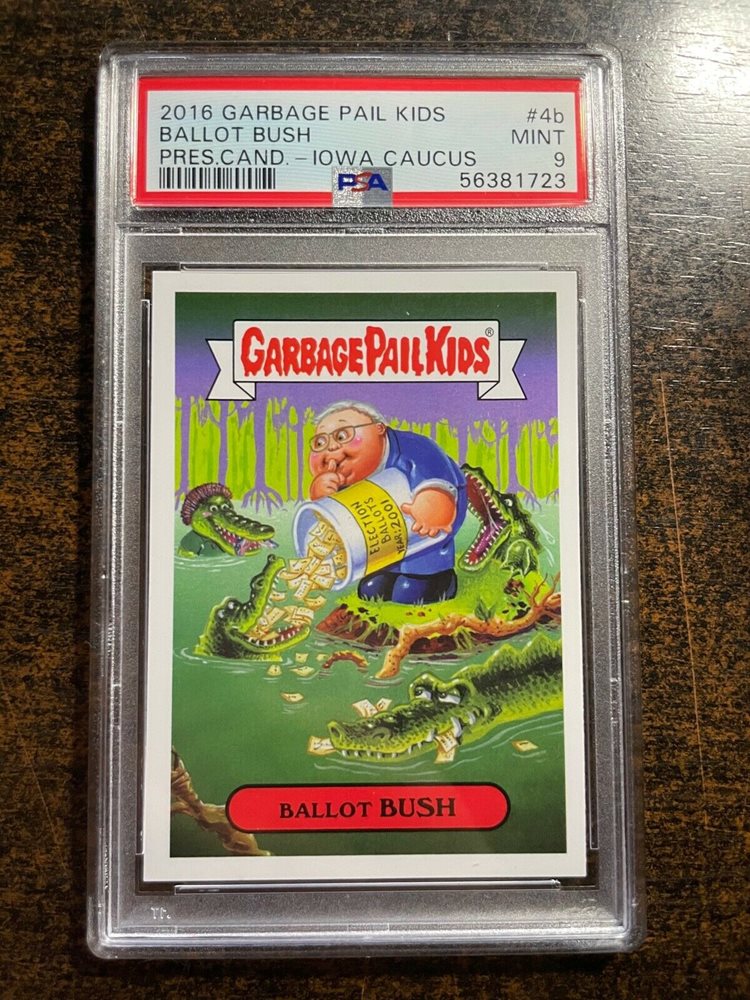 2016 GARBAGE PAIL KIDS #4b
BALLOT BUSH MINT
PRES.CAND.-IOWA CAUCUS 9
PSA 56381723
GARBAGE PAIL KIDS®
ELECTION
BALLOTS
YEAR:2001
BALLOT BUSH